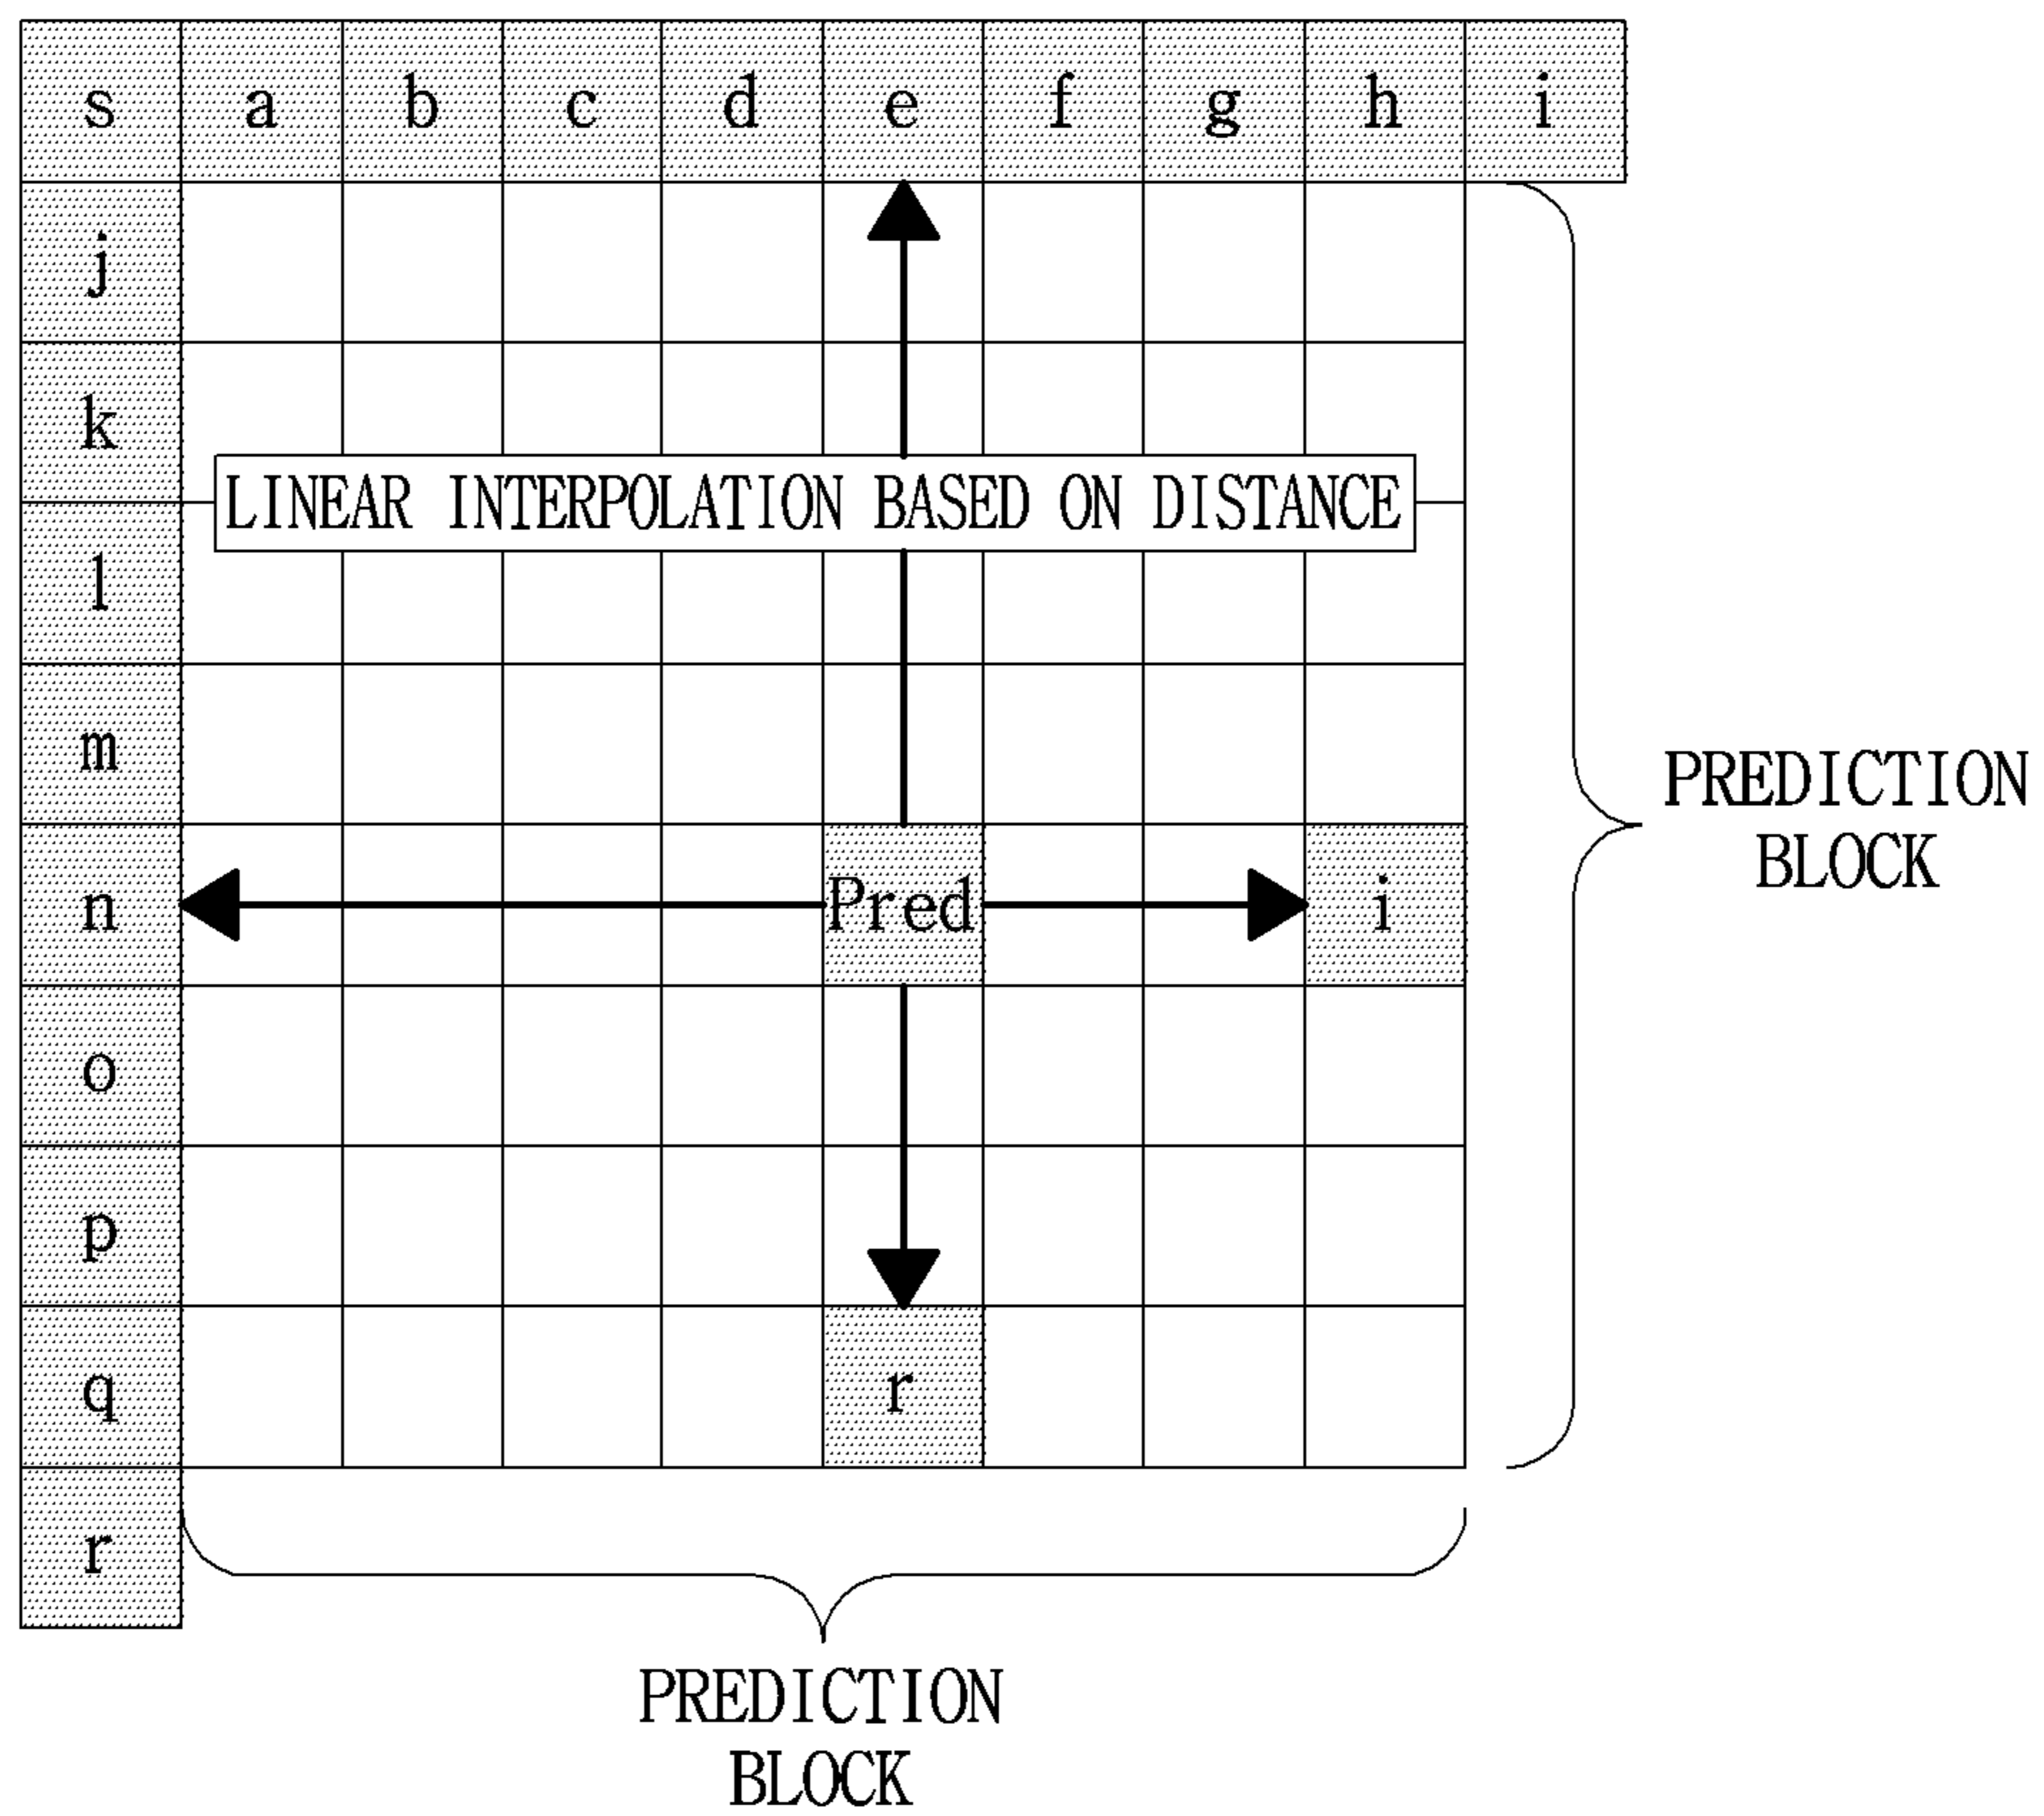 s a b c d e f g h i
j
k
LINEAR INTERPOLATION BASED ON DISTANCE
l
m
PREDICTION
BLOCK
n Pred i
o
p
q r
r
PREDICTION
BLOCK